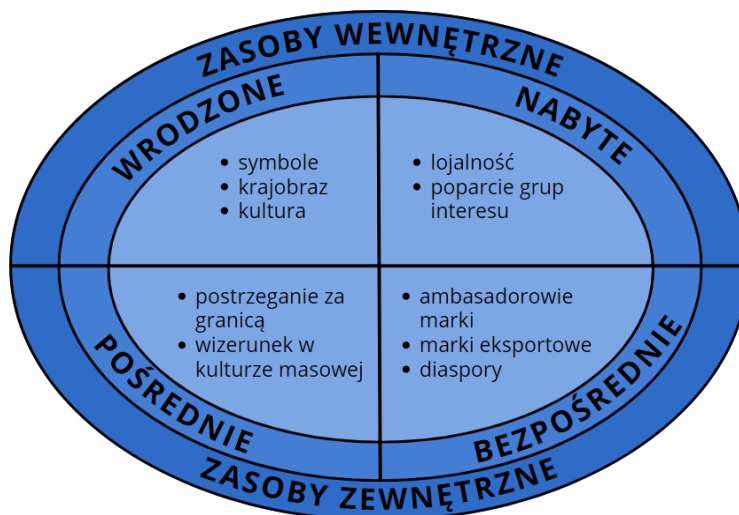 ZASOBY WEWNĘTRZNE
WRODZONE
NABYTE
• symbole
• krajobraz
• kultura
• lojalność
• poparcie grup
interesu
• postrzeganie za
granicą
• wizerunek w
kulturze masowej
• ambasadorowie
marki
• marki eksportowe
• diaspory
POŚREDNIE
BEZPOŚREDNIE
ZASOBY ZEWNĘTRZNE